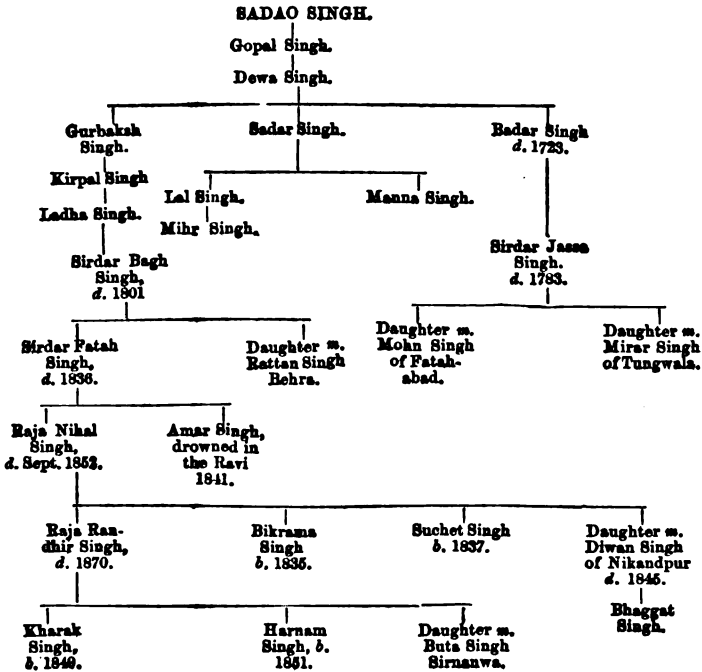 SADAO SINGH.
Gopal Singh.
Dewa Singh.
Gurbaksh
Singh.
Sadar Singh.
Badar Singh
d. 1723.
Kirpal Singh
Ladha Singh.
Lal Singh.
Mihr Singh.
Manna Singh.
Sirdar Bagh
Singh,
d. 1801
Sirdar Jassa
Singh.
d. 1783.
Sirdar Fatah
Singh,
d. 1836.
Daughter m.
Rattan Singh
Behra.
Daughter m.
Mohn Singh
of Fatah-
abad.
Daughter m.
Mirar Singh
of Tungwala.
Raja Nihal
Singh,
d. Sept. 1852.
Amar Singh,
drowned in
the Ravi
1841.
Raja Ran-
dhir Singh,
d. 1870.
Bikrama
Singh
b. 1835.
Suchet Singh
b. 1837.
Daughter m.
Diwan Singh
of Nikandpur
d. 1845.
Bhaggat
Singh.
Kharak
Singh,
b. 1849.
Harnam
Singh, b.
1851.
Daughter m.
Buta Singh
Sirnanwa.